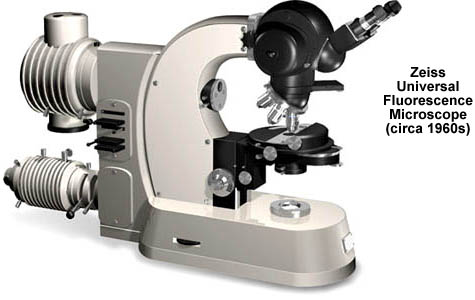 Zeiss
Universal
Fluorescence
Microscope
(circa 1960s)